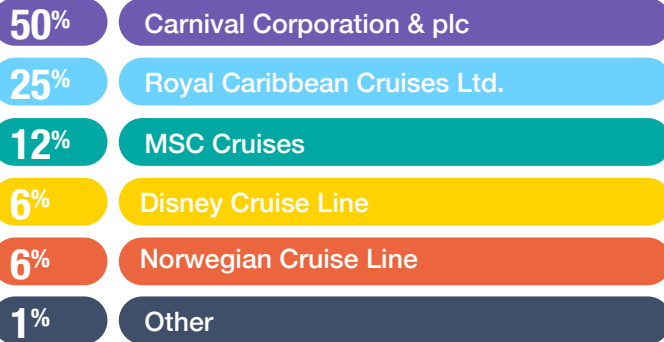 50% Carnival Corporation & plc
25% Royal Caribbean Cruises Ltd.
12% MSC Cruises
6% Disney Cruise Line
6% Norwegian Cruise Line
1% Other